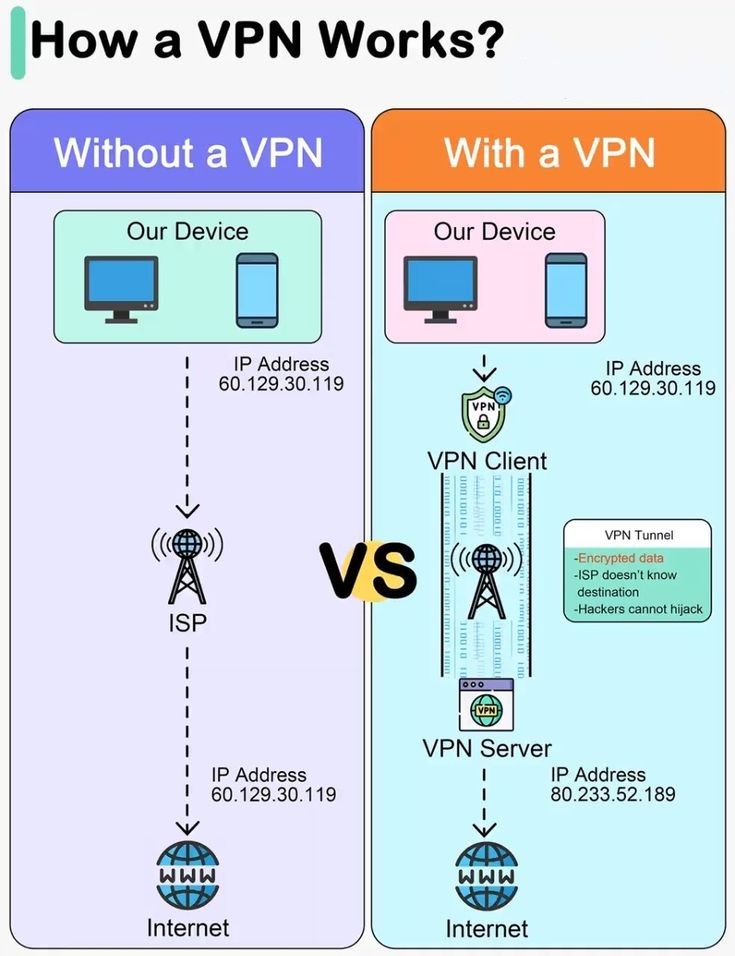 How a VPN Works?
Without a VPN
Our Device
IP Address
60.129.30.119
ISP
IP Address
60.129.30.119
WWW
Internet
VS
With a VPN
Our Device
IP Address
60.129.30.119
VPN
VPN Client
VPN Tunnel
-Encrypted data
-ISP doesn't know
destination
-Hackers cannot hijack
VPN
VPN Server
IP Address
80.233.52.189
WWW
Internet